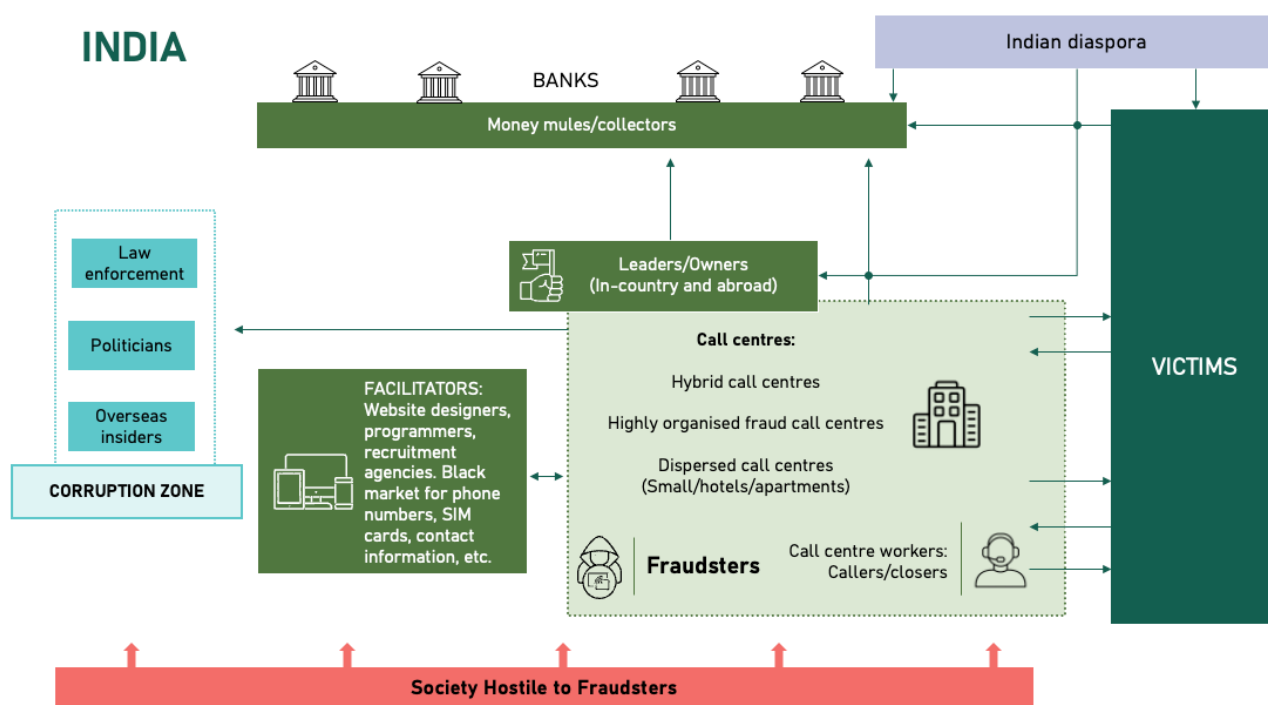 INDIA
Indian diaspora
BANKS
Money mules/collectors
Law
enforcement
Politicians
Overseas
insiders
CORRUPTION ZONE
Leaders/Owners
(In-country and abroad)
FACILITATORS:
Website designers,
programmers,
recruitment
agencies. Black
market for phone
numbers, SIM
cards, contact
information, etc.
Call centres:
Hybrid call centres
Highly organised fraud call centres
Dispersed call centres
(Small/hotels/apartments)
Fraudsters
Call centre workers:
Callers/closers
VICTIMS
Society Hostile to Fraudsters